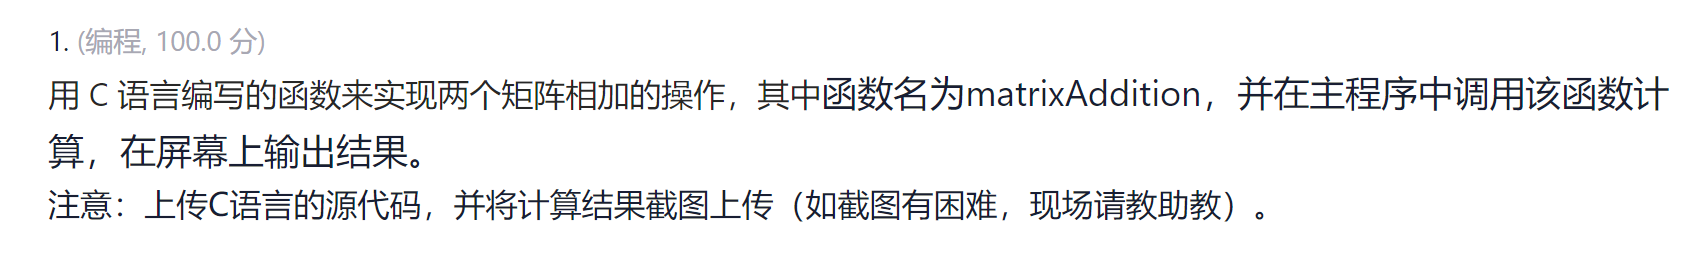 1. (编程, 100.0 分)
用 C 语言编写的函数来实现两个矩阵相加的操作，其中函数名为matrixAddition，并在主程序中调用该函数计
算，在屏幕上输出结果。
注意：上传C语言的源代码，并将计算结果截图上传（如截图有困难，现场请教助教）。